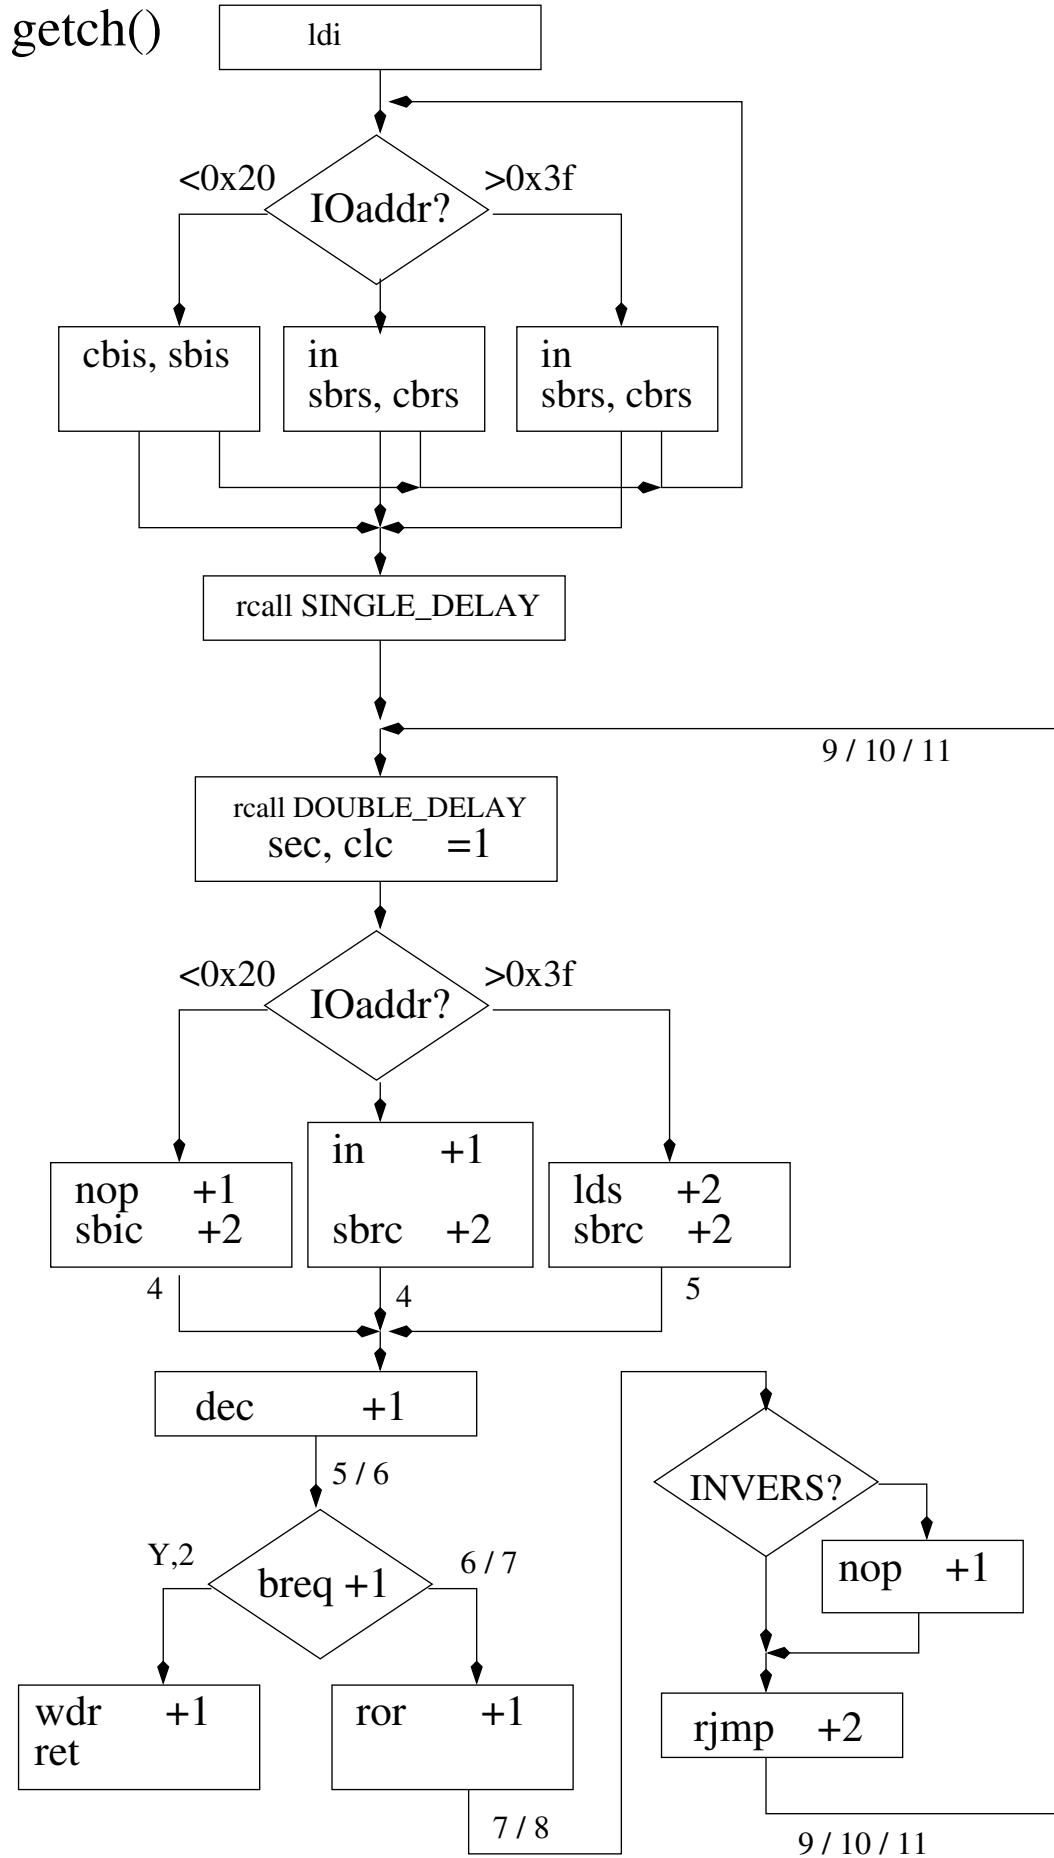 getch()
ldi
<0x20
>0x3f
IOaddr?
cbis, sbis
in
sbrs, cbrs
in
sbrs, cbrs
rcall SINGLE_DELAY
9 / 10 / 11
rcall DOUBLE_DELAY
sec, clc =1
<0x20
>0x3f
IOaddr?
nop +1
sbic +2
in +1
sbrc +2
lds +2
sbrc +2
4
4
5
dec +1
5 / 6
Y,2
breq +1
6 / 7
wdr +1
ret
ror +1
7 / 8
INVERS?
nop +1
rjmp +2
9 / 10 / 11